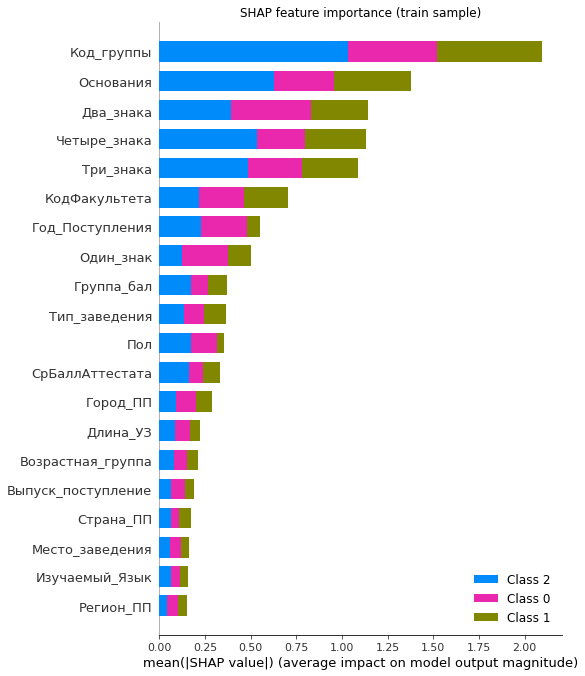 SHAP feature importance (train sample)
Код_группы
Основания
Два_знака
Четыре_знака
Три_знака
КодФакультета
Год_Поступления
Один_знак
Группа_бал
Тип_заведения
Пол
СрБаллАттестата
Город_ПП
Длина_УЗ
Возрастная_группа
Выпуск_поступление
Страна_ПП
Место_заведения
Изучаемый_Язык
Регион_ПП
Class 2
Class 0
Class 1
0.00 0.25 0.50 0.75 1.00 1.25 1.50 1.75 2.00
mean(|SHAP value|) (average impact on model output magnitude)